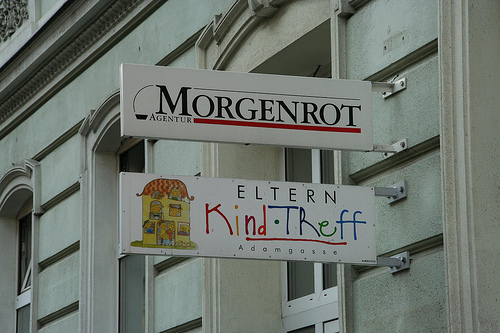 MORGENROT
AGENTUR
ELTERN
Kind·TReff
Adamgasse